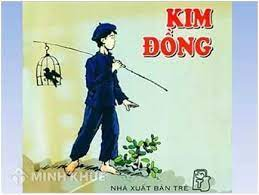 KIM
ĐỒNG
MINH KHUÊ
NHÀ XUẤT BẢN TRẺ